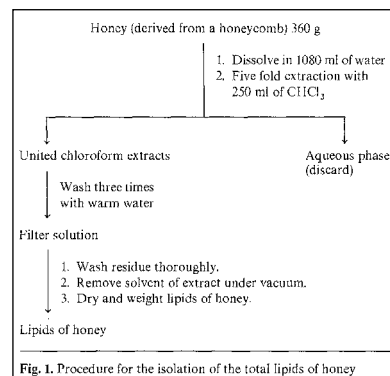 Honey (derived from a honeycomb) 360 g
1. Dissolve in 1080 ml of water
2. Five fold extraction with
250 ml of CHCl3
United chloroform extracts
Aqueous phase
(discard)
Wash three times
with warm water
Filter solution
1. Wash residue thoroughly.
2. Remove solvent of extract under vacuum.
3. Dry and weight lipids of honey.
Lipids of honey
Fig. 1. Procedure for the isolation of the total lipids of honey